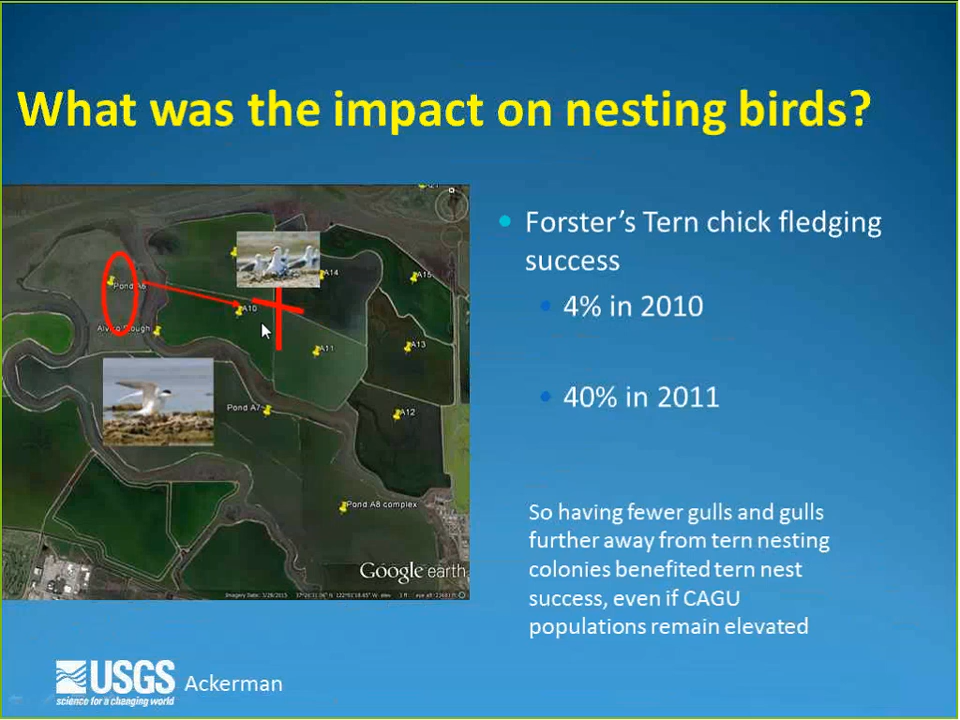 What was the impact on nesting birds?
Forster’s Tern chick fledging
success
4% in 2010
40% in 2011
So having fewer gulls and gulls
further away from tern nesting
colonies benefited tern nest
success, even if CAGU
populations remain elevated
A14
A15
Pond A6
A10
Alviso Slough
A11
A13
Pond A7
A12
Pond A8 complex
Google earth
USGS
science for a changing world
Ackerman